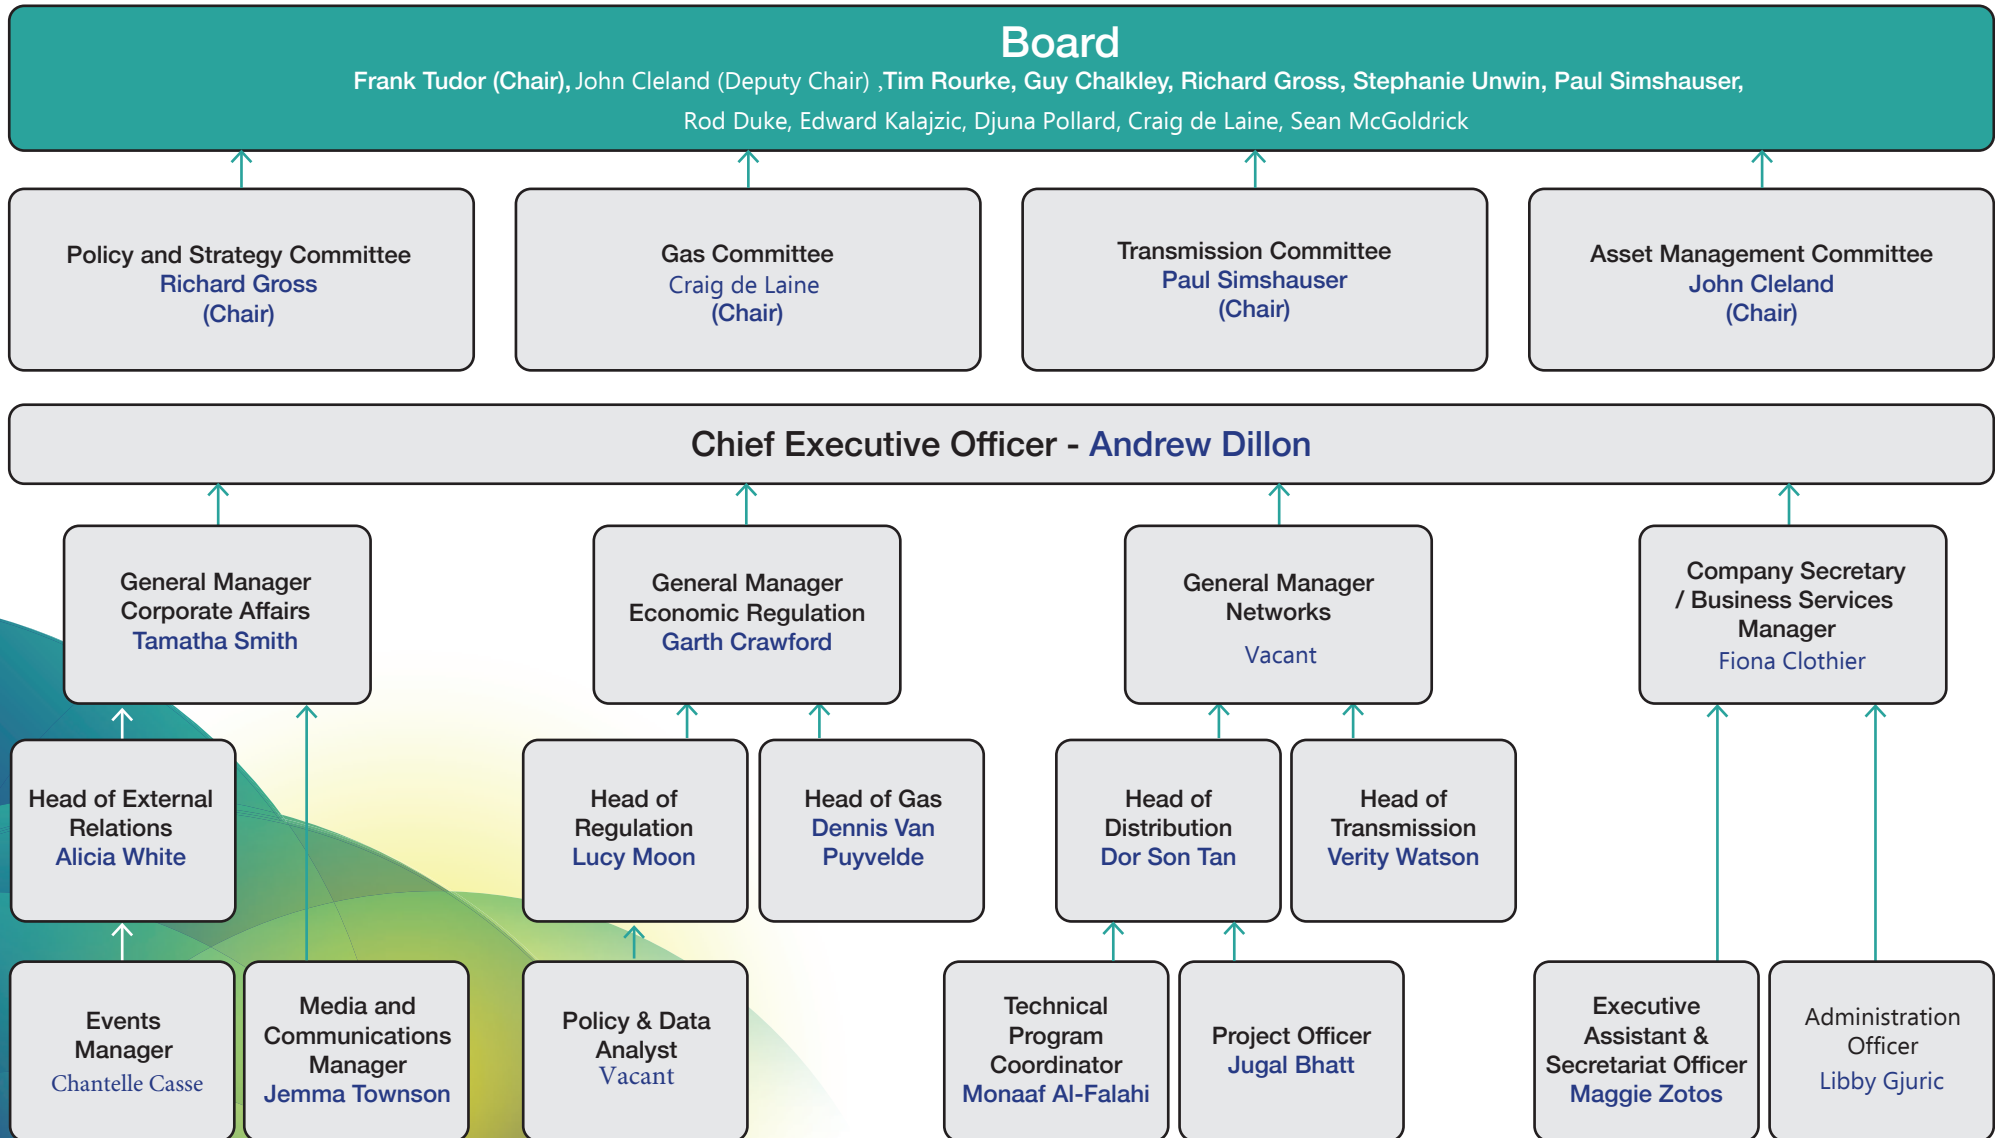 Board
Frank Tudor (Chair), John Cleland (Deputy Chair) ,Tim Rourke, Guy Chalkley, Richard Gross, Stephanie Unwin, Paul Simshauser,
Rod Duke, Edward Kalajzic, Djuna Pollard, Craig de Laine, Sean McGoldrick
Policy and Strategy Committee
Richard Gross
(Chair)
Gas Committee
Craig de Laine
(Chair)
Transmission Committee
Paul Simshauser
(Chair)
Asset Management Committee
John Cleland
(Chair)
Chief Executive Officer - Andrew Dillon
General Manager
Corporate Affairs
Tamatha Smith
General Manager
Economic Regulation
Garth Crawford
General Manager
Networks
Vacant
Company Secretary
/ Business Services
Manager
Fiona Clothier
Head of External
Relations
Alicia White
Head of
Regulation
Lucy Moon
Head of Gas
Dennis Van
Puyvelde
Head of
Distribution
Dor Son Tan
Head of
Transmission
Verity Watson
Events
Manager
Chantelle Casse
Media and
Communications
Manager
Jemma Townson
Policy & Data
Analyst
Vacant
Technical
Program
Coordinator
Monaaf Al-Falahi
Project Officer
Jugal Bhatt
Executive
Assistant &
Secretariat Officer
Maggie Zotos
Administration
Officer
Libby Gjuric